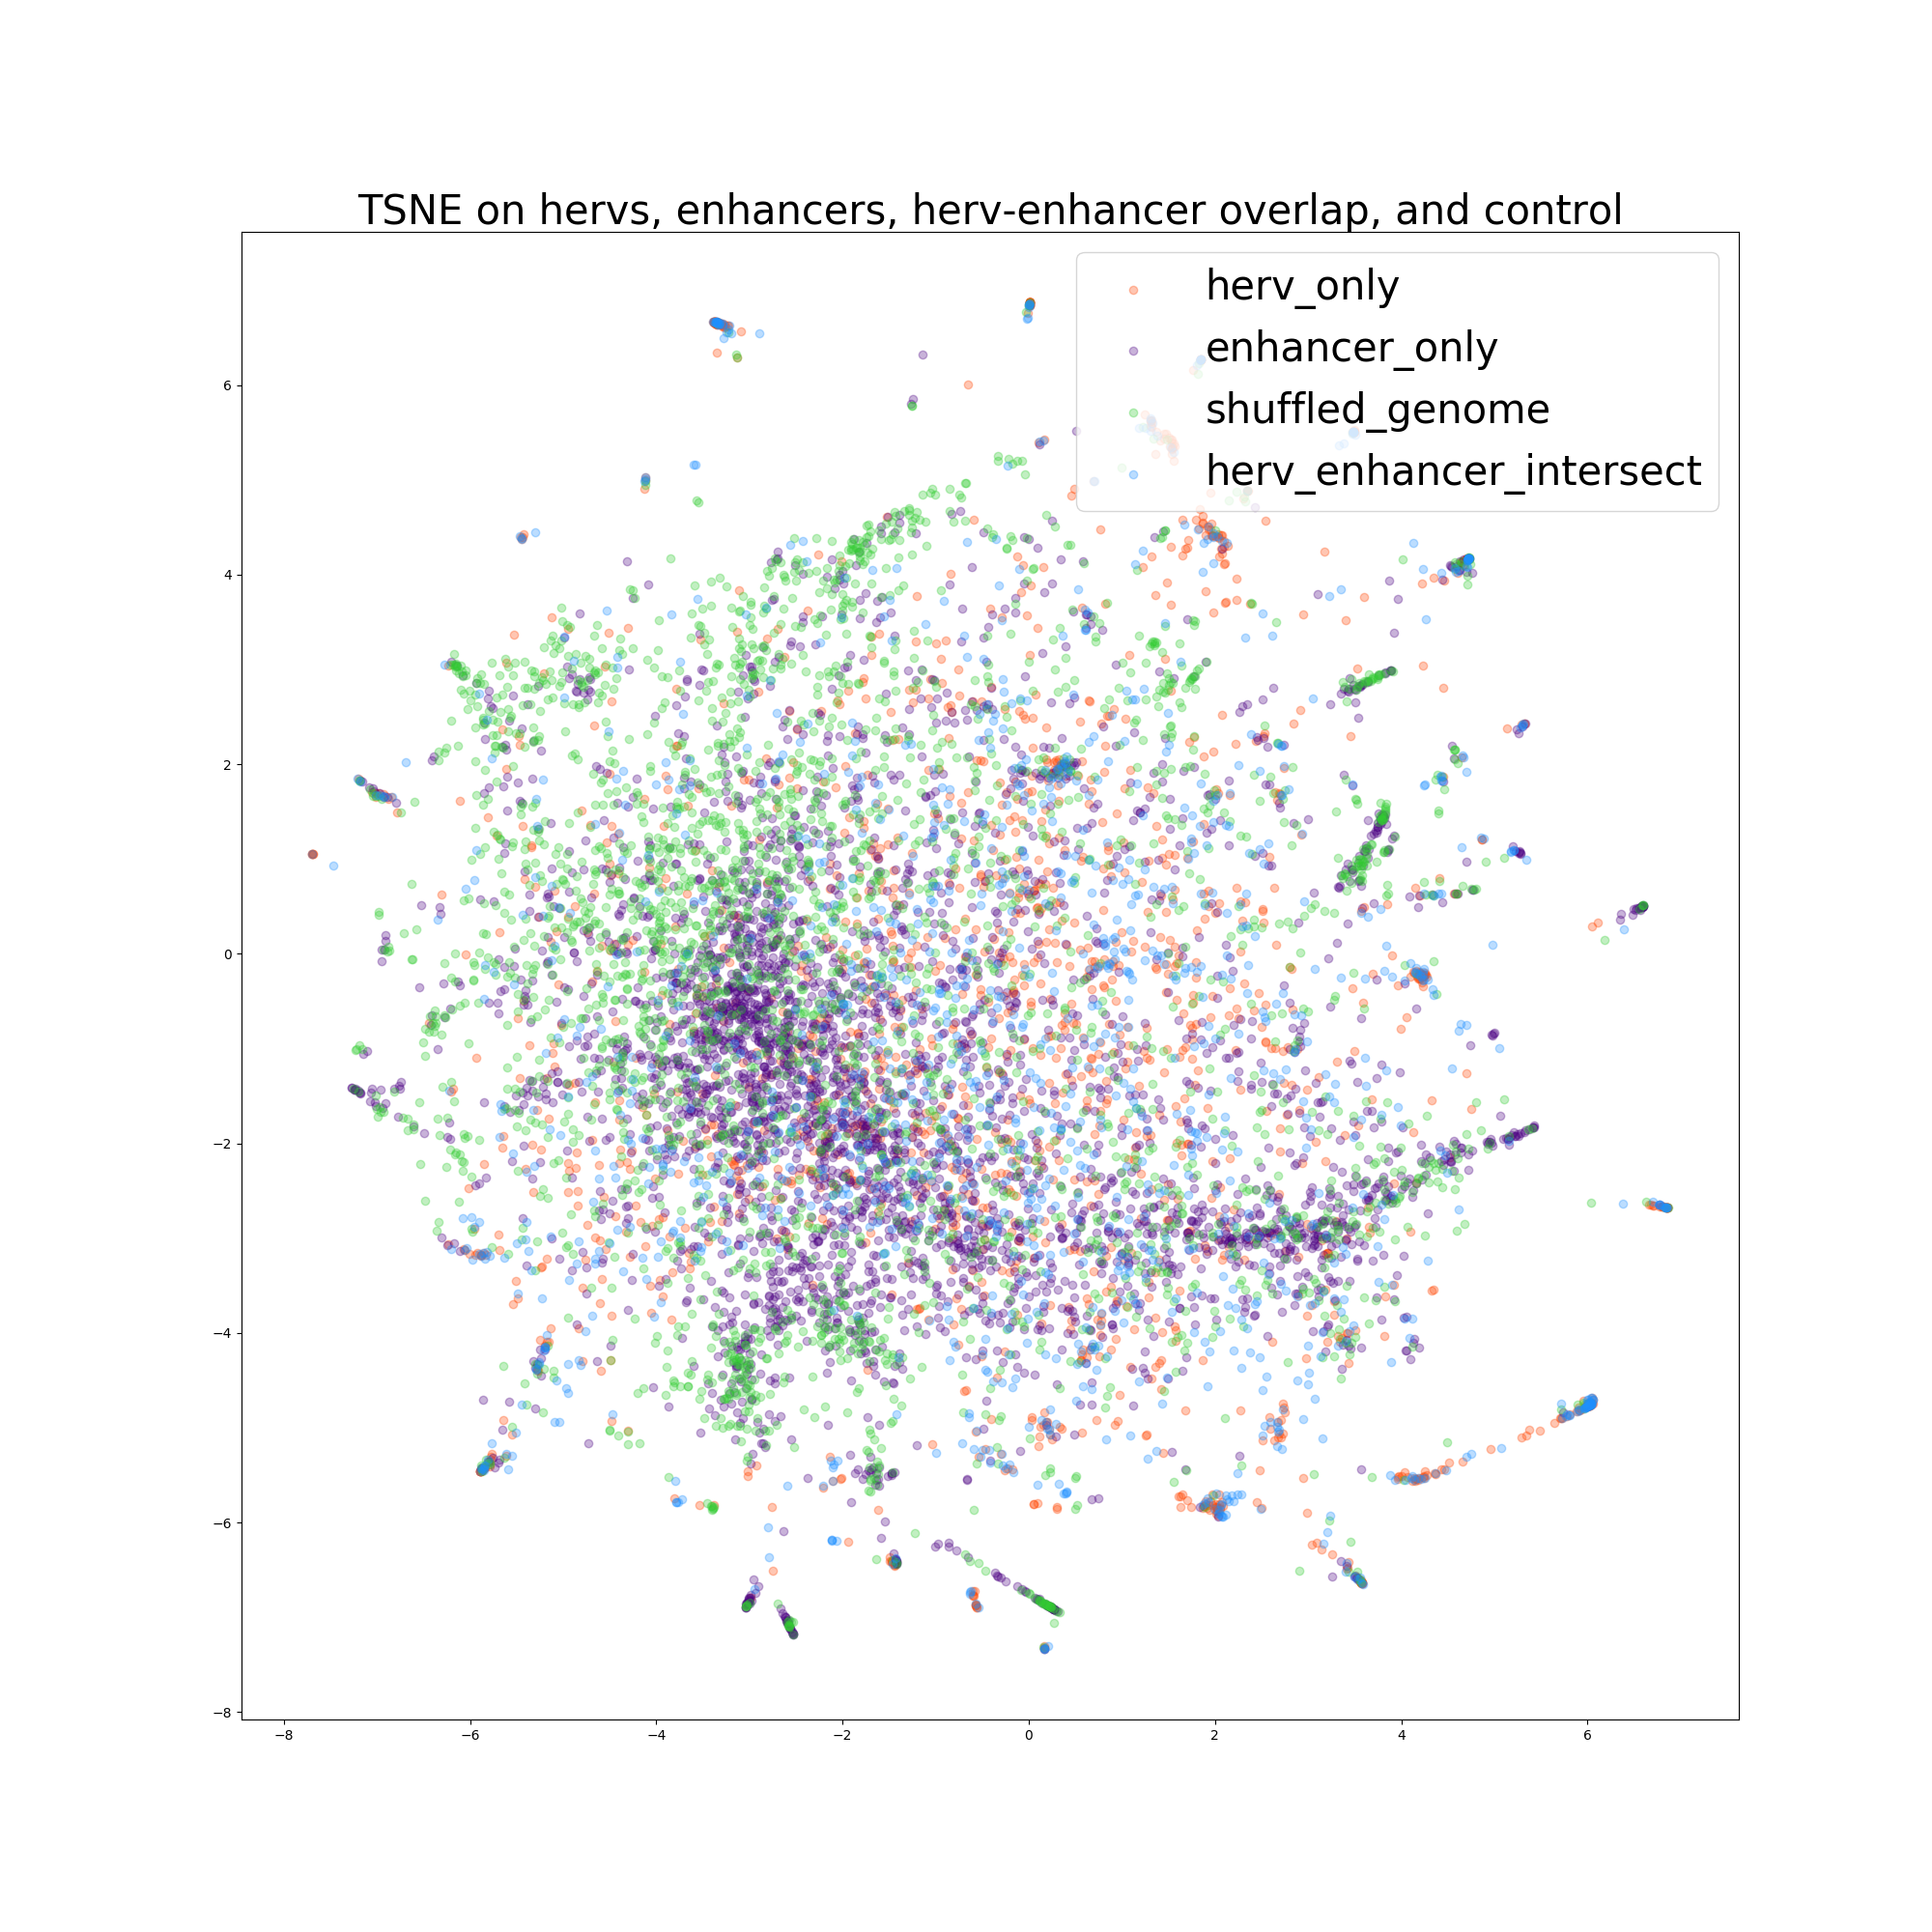 TSNE on hervs, enhancers, herv-enhancer overlap, and control
herv_only
enhancer_only
shuffled_genome
herv_enhancer_intersect
6
4
2
0
−2
−4
−6
−8
−8 −6 −4 −2 0 2 4 6